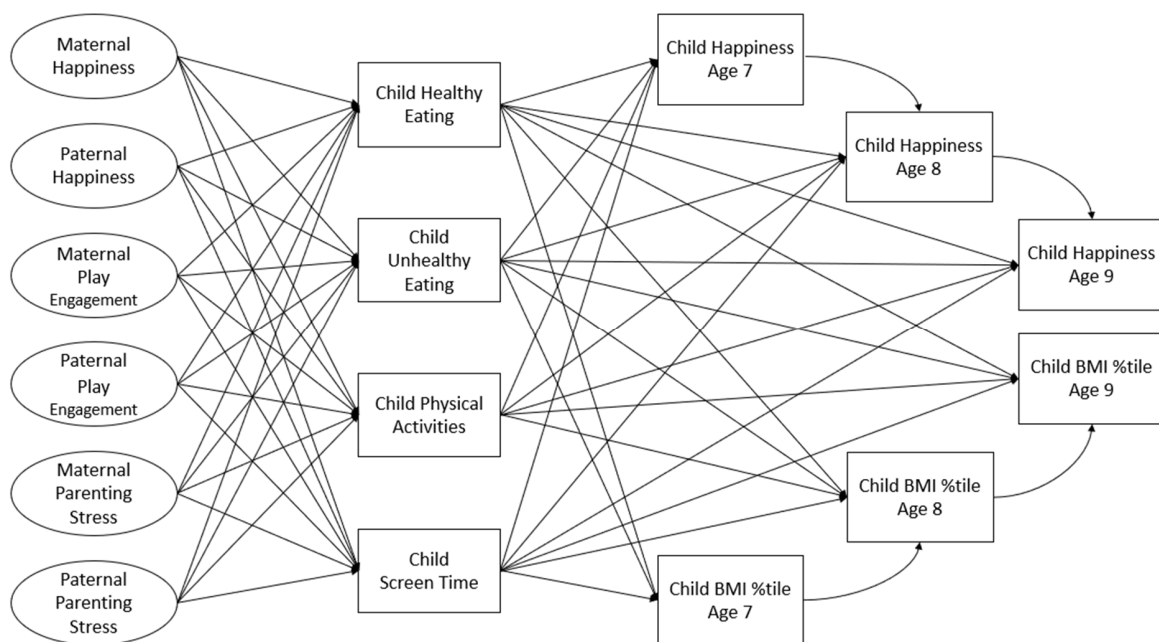 Maternal
Happiness
Paternal
Happiness
Maternal
Play
Engagement
Paternal
Play
Engagement
Maternal
Parenting
Stress
Paternal
Parenting
Stress
Child Healthy
Eating
Child
Unhealthy
Eating
Child Physical
Activities
Child
Screen Time
Child Happiness
Age 7
Child Happiness
Age 8
Child Happiness
Age 9
Child BMI %tile
Age 9
Child BMI %tile
Age 8
Child BMI %tile
Age 7